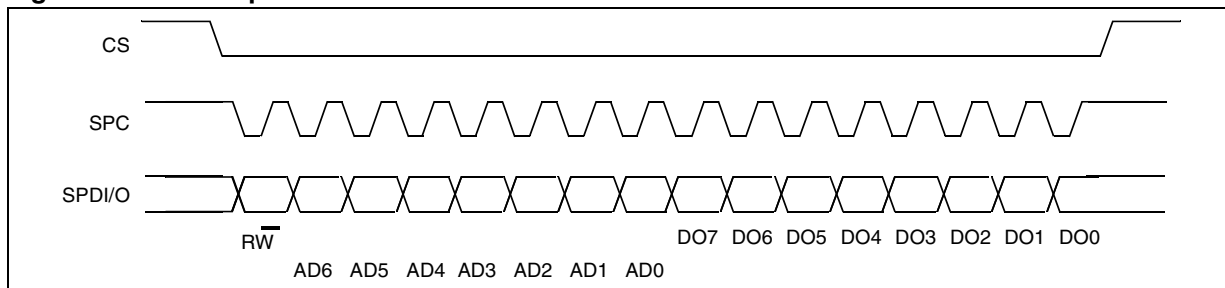 CS
SPC
SPDI/O
RW
DO7 DO6 DO5 DO4 DO3 DO2 DO1 DO0
AD6 AD5 AD4 AD3 AD2 AD1 AD0